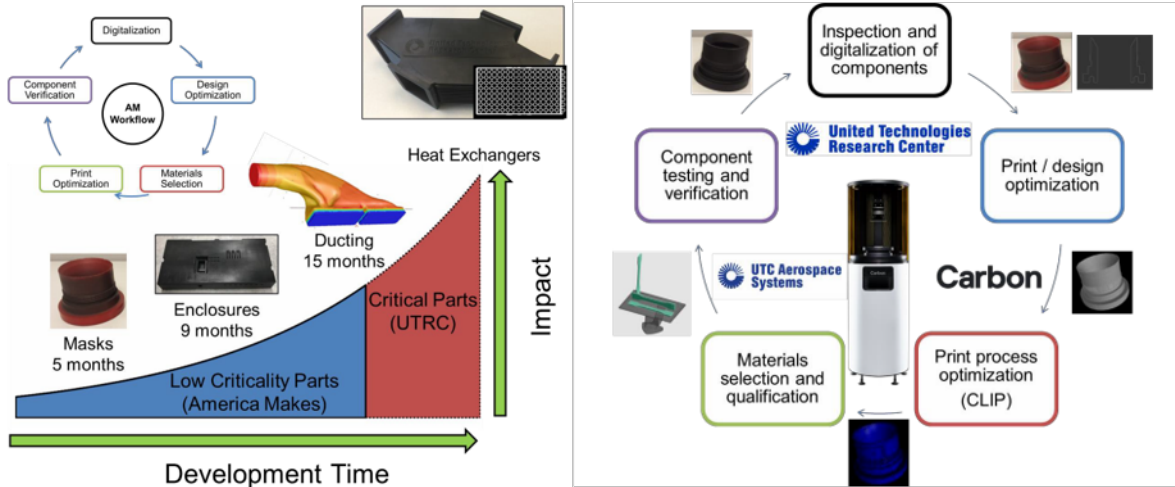 Digitalization
Component
Verification
Design
Optimization
AM
Workflow
Print
Optimization
Materials
Selection
Heat Exchangers
Ducting
15 months
Enclosures
9 months
Masks
5 months
Critical Parts
(UTRC)
Low Criticality Parts
(America Makes)
Impact
Development Time
Inspection and
digitalization of
components
United Technologies
Research Center
Component
testing and
verification
Print / design
optimization
UTC Aerospace
Systems
Carbon
Carbon
Materials
selection and
qualification
Print process
optimization
(CLIP)